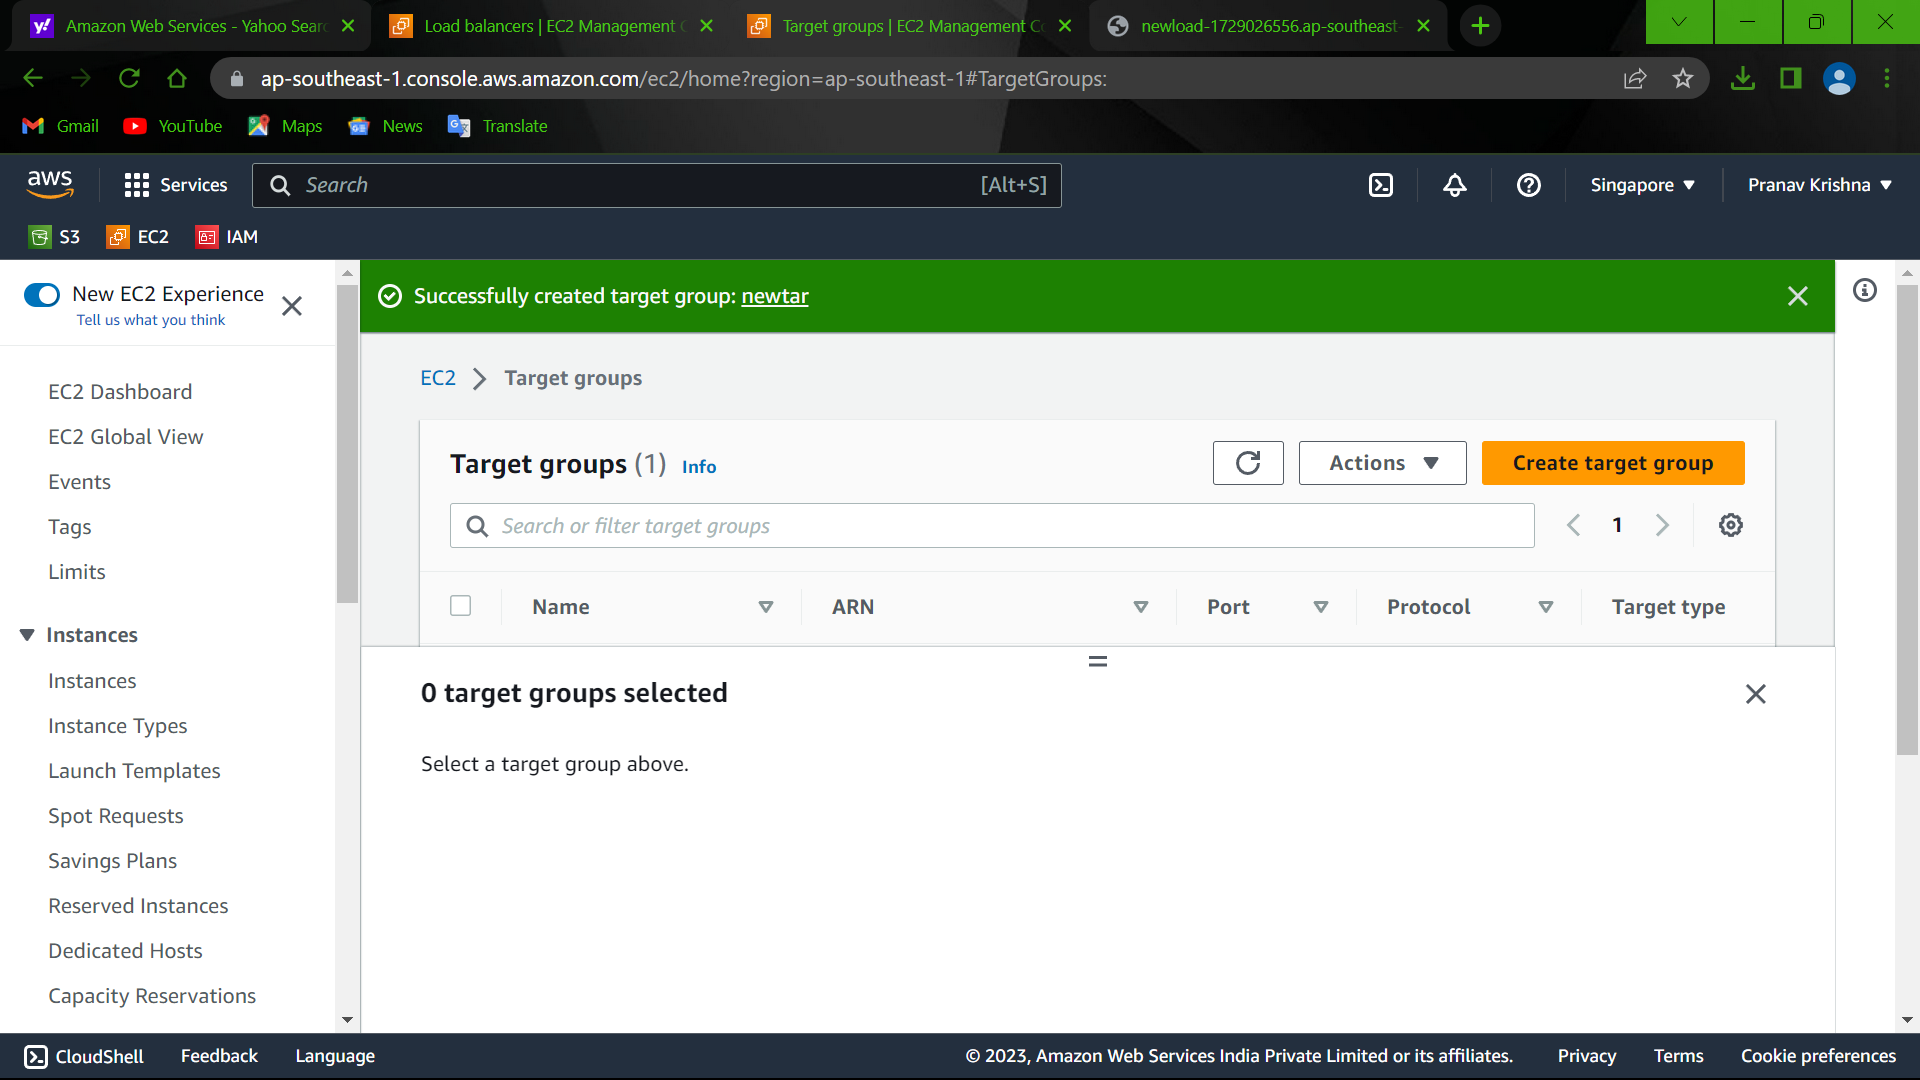 Amazon Web Services - Yahoo Sear
Load balancers | EC2 Management C
Target groups | EC2 Management Co
newload-1729026556.ap-southeast-
ap-southeast-1.console.aws.amazon.com/ec2/home?region=ap-southeast-1#TargetGroups:
Gmail YouTube Maps News Translate
aws Services Search [Alt+S] Singapore Pranav Krishna
S3 EC2 IAM
New EC2 Experience
Tell us what you think
EC2 Dashboard
EC2 Global View
Events
Tags
Limits
Instances
Instances
Instance Types
Launch Templates
Spot Requests
Savings Plans
Reserved Instances
Dedicated Hosts
Capacity Reservations
Successfully created target group: newtar
EC2 Target groups
Target groups (1) Info
Actions
Create target group
Search or filter target groups
1
Name ARN Port Protocol Target type
0 target groups selected
Select a target group above.
CloudShell Feedback Language © 2023, Amazon Web Services India Private Limited or its affiliates. Privacy Terms Cookie preferences